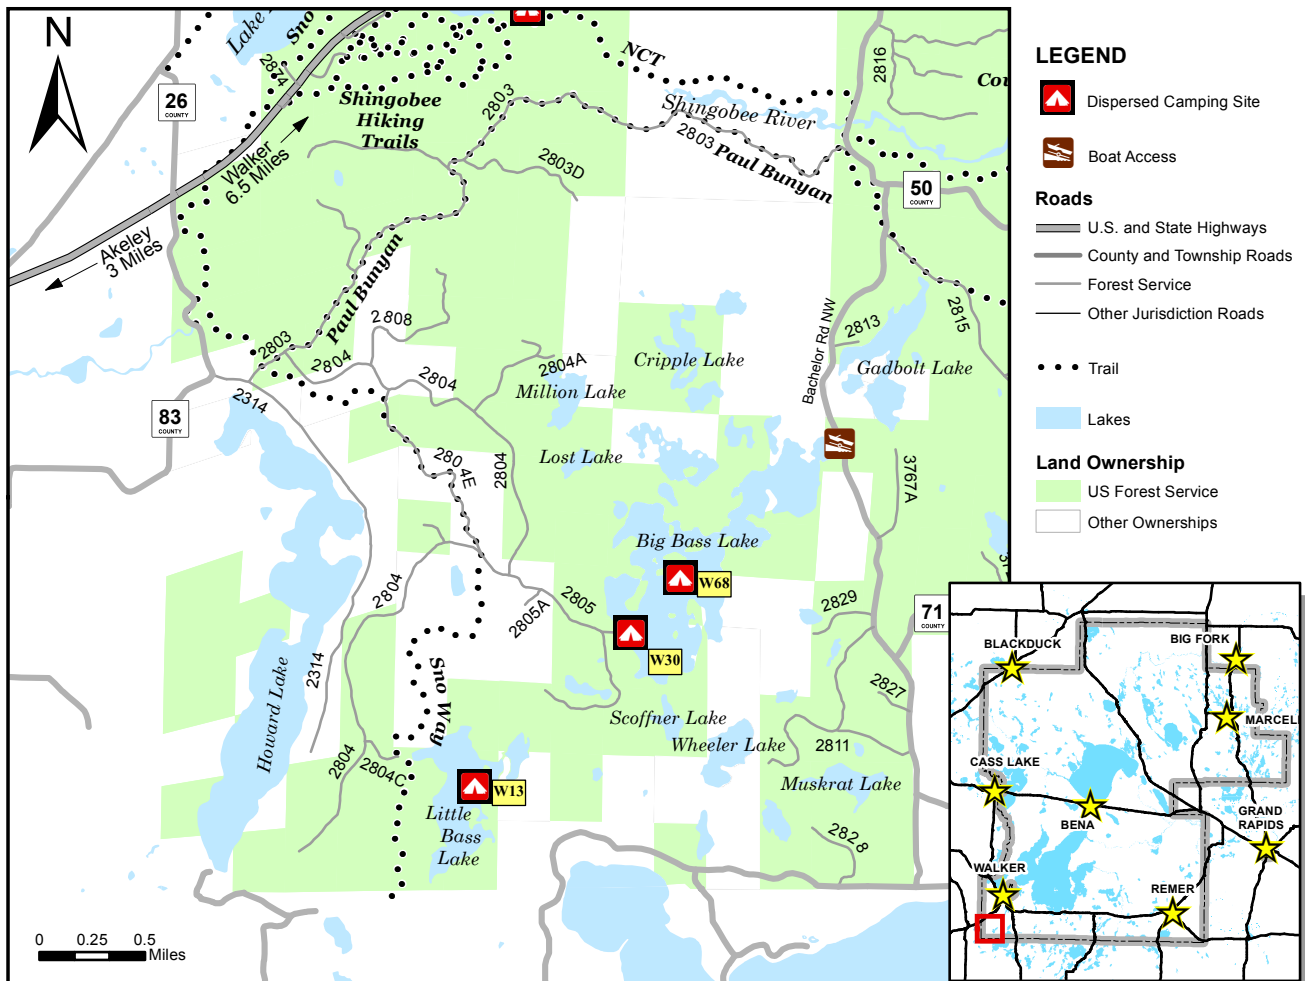 N
Lake
Sno
2874
26
COUNTY
Shingobee
Hiking
Trails
Walker
6.5 Miles
Akeley
3 Miles
NCT
2803
Shingobee River
2803
Paul Bunyan
2803D
2816
Cou
50
COUNTY
Paul Bunyan
2808
2803
2804
2804
2804A
Million Lake
Cripple Lake
Bachelor Rd NW
2813
Gadbolt Lake
2815
83
COUNTY
2314
2804E
2804
Lost Lake
3767A
Big Bass Lake
W68
2804
2805A
2805
W30
2829
71
COUNTY
Howard Lake
2314
Sno Way
2827
Scoffner Lake
Wheeler Lake
2811
2804
2804C
W13
Little
Bass
Lake
Muskrat Lake
2828
0 0.25 0.5
Miles
LEGEND
Dispersed Camping Site
Boat Access
Roads
U.S. and State Highways
County and Township Roads
Forest Service
Other Jurisdiction Roads
Trail
Lakes
Land Ownership
US Forest Service
Other Ownerships
BLACKDUCK
BIG FORK
MARCELL
CASS LAKE
BENA
GRAND
RAPIDS
WALKER
REMER